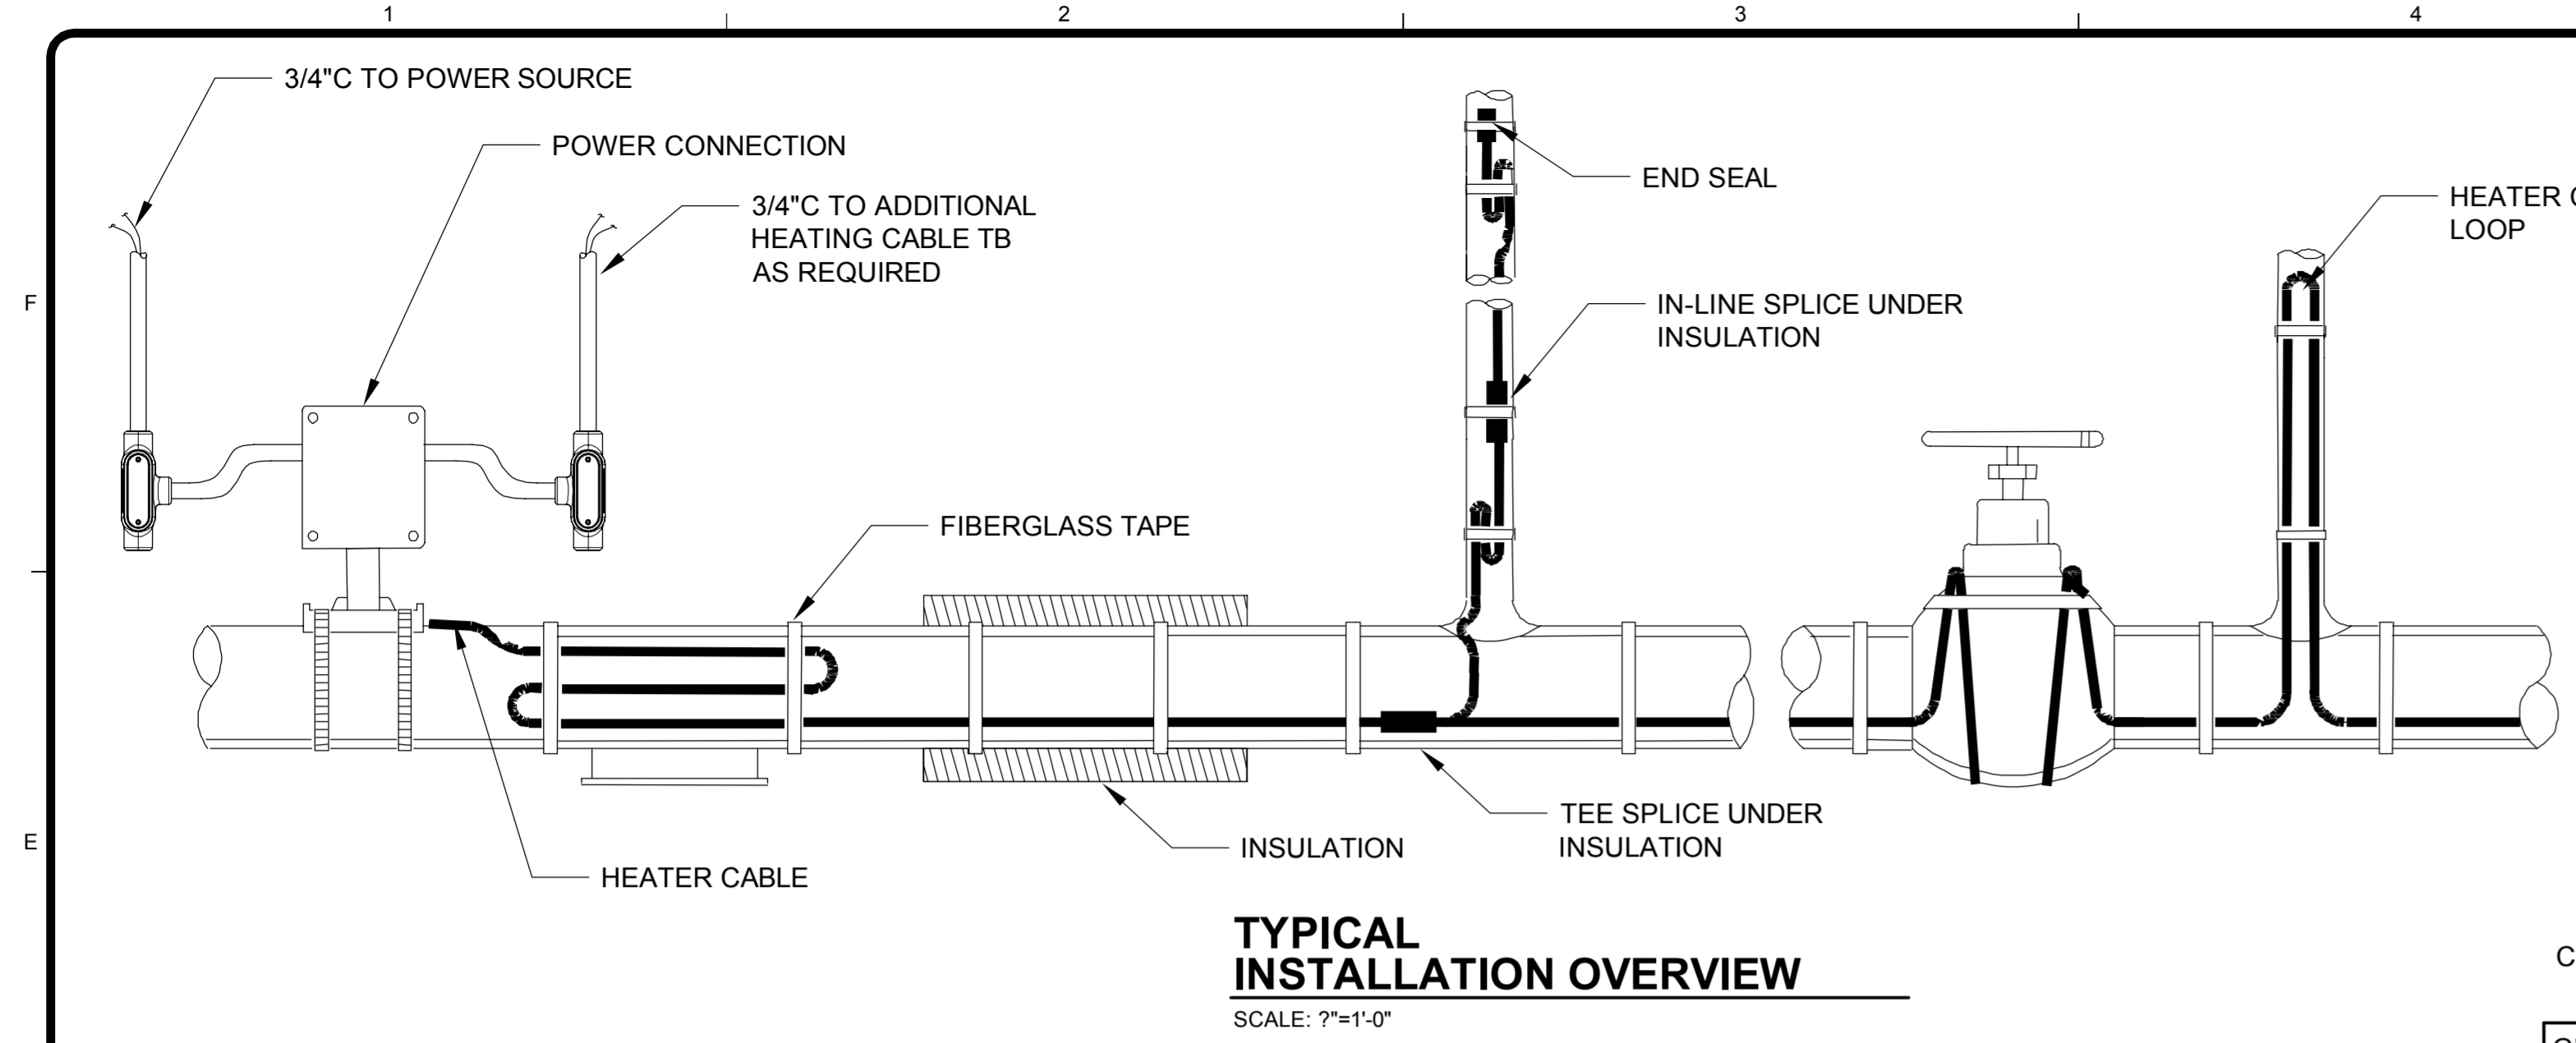 1
2
3
4
3/4"C TO POWER SOURCE
POWER CONNECTION
3/4"C TO ADDITIONAL
HEATING CABLE TB
AS REQUIRED
END SEAL
HEATER
LOOP
F
IN-LINE SPLICE UNDER
INSULATION
FIBERGLASS TAPE
TEE SPLICE UNDER
INSULATION
E
INSULATION
HEATER CABLE
TYPICAL
INSTALLATION OVERVIEW
C
SCALE: ?"=1'-0"